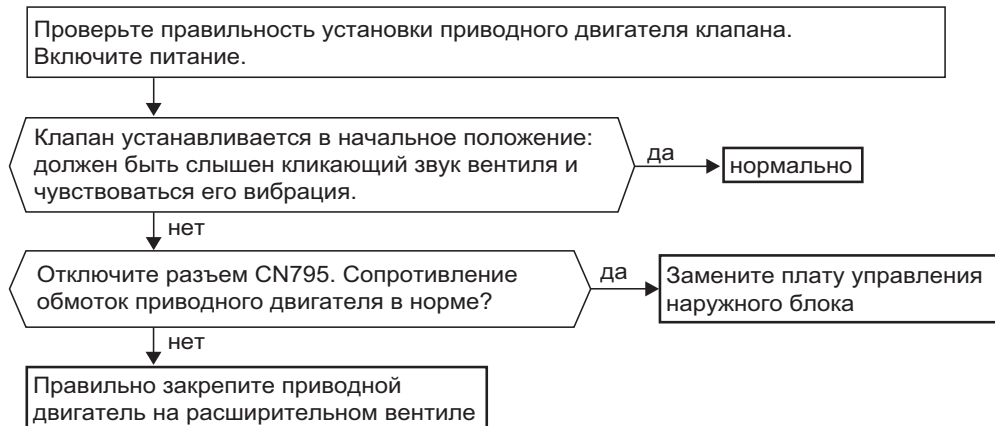 Проверьте правильность установки приводного двигателя клапана.
Включите питание.
Клапан устанавливается в начальное положение:
должен быть слышен кликающий звук вентиля и
чувствоваться его вибрация.
да
нормально
нет
Отключите разъем CN795. Сопротивление
обмоток приводного двигателя в норме?
да
Замените плату управления
наружного блока
нет
Правильно закрепите приводной
двигатель на расширительном вентиле